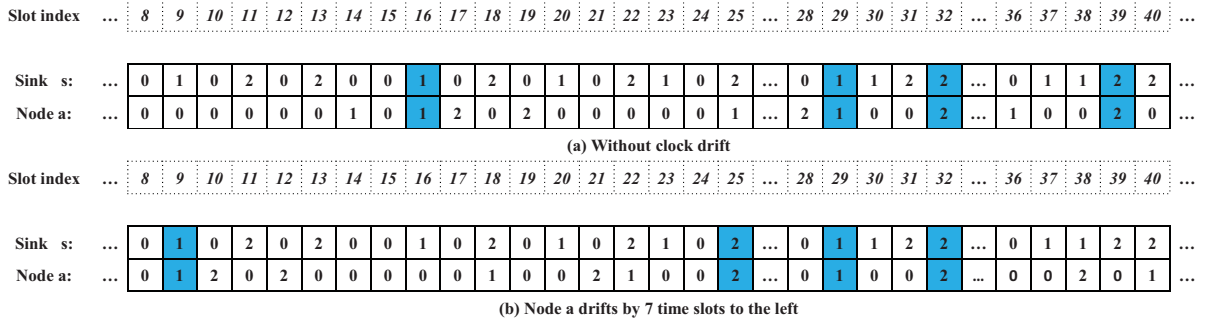 Slot index ... 8 9 10 11 12 13 14 15 16 17 18 19 20 21 22 23 24 25 ... 28 29 30 31 32 ... 36 37 38 39 40 ...
Sink s: ... 0 1 0 2 0 2 0 0 1 0 2 0 1 0 2 1 0 2 ... 0 1 1 2 2 ... 0 1 1 2 2 ...
Node a: ... 0 0 0 0 0 0 1 0 1 2 0 2 0 0 0 0 0 1 ... 2 1 0 0 2 ... 1 0 0 2 0 ...
(a) Without clock drift
Slot index ... 8 9 10 11 12 13 14 15 16 17 18 19 20 21 22 23 24 25 ... 28 29 30 31 32 ... 36 37 38 39 40 ...
Sink s: ... 0 1 0 2 0 2 0 0 1 0 2 0 1 0 2 1 0 2 ... 0 1 1 2 2 ... 0 1 1 2 2 ...
Node a: ... 0 1 2 0 2 0 0 0 0 0 1 0 0 2 1 0 0 2 ... 0 1 0 0 2 ... 0 0 2 0 1 ...
(b) Node a drifts by 7 time slots to the left